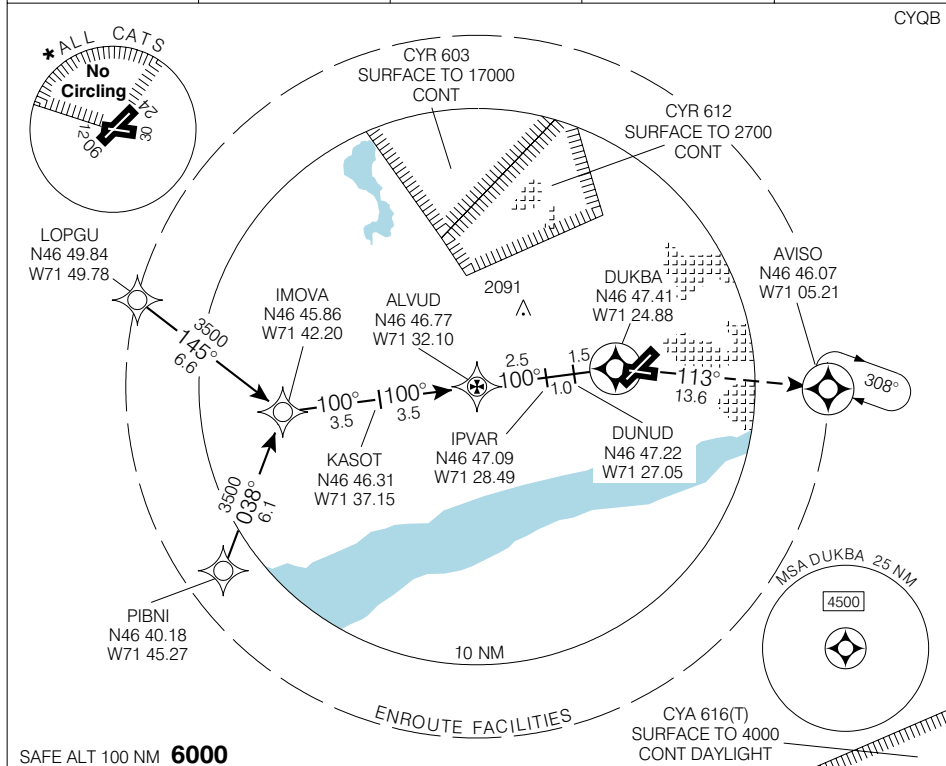 CYQB
*ALL CATS
No
Circling
24
30
12
06
CYR 603
SURFACE TO 17000
CONT
CYR 612
SURFACE TO 2700
CONT
LOPGU
N46 49.84
W71 49.78
IMOVA
N46 45.86
W71 42.20
ALVUD
N46 46.77
W71 32.10
2091
DUKBA
N46 47.41
W71 24.88
AVISO
N46 46.07
W71 05.21
3500
145°
6.6
100°
3.5
100°
3.5
2.5
100°
1.0
1.5
113°
13.6
308°
KASOT
N46 46.31
W71 37.15
IPVAR
N46 47.09
W71 28.49
DUNUD
N46 47.22
W71 27.05
3500
038°
6.1
PIBNI
N46 40.18
W71 45.27
10 NM
ENROUTE FACILITIES
MSA DUKBA 25 NM
4500
CYA 616(T)
SURFACE TO 4000
CONT DAYLIGHT
SAFE ALT 100 NM 6000